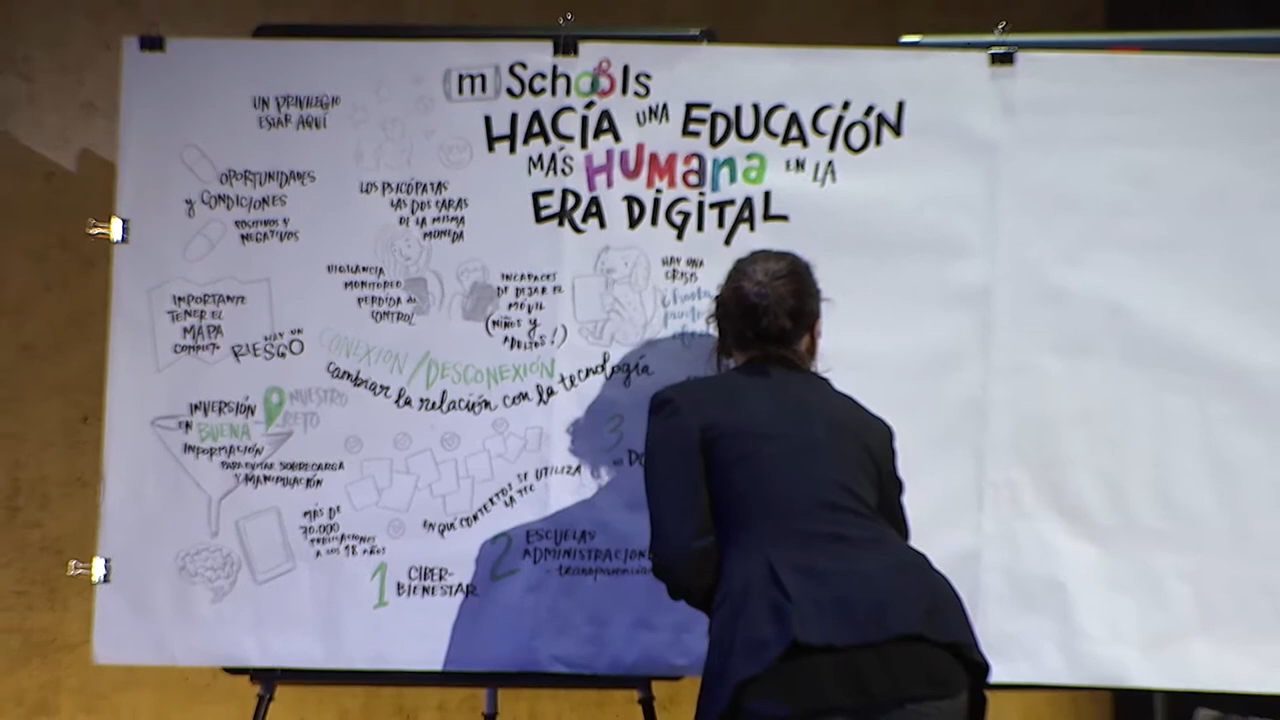 m Schools
HACÍA UNA EDUCACIÓN
MÁS HUMANA EN LA
ERA DIGITAL
UN PRIVILEGIO
ESTAR AQUÍ
OPORTUNIDADES
y CONDICIONES
POSITIVOS Y
NEGATIVOS
LOS PSICÓPATAS
LAS DOS CARAS
DE LA MISMA
MONEDA
VIGILANCIA
MONITOREO
PERDIDA de
CONTROL
INCAPACES
DE DEJAR EL
MÓVIL
(NIÑOS y
ADULTOS!)
HAY UNA
CRISIS
IMPORTANTE
TENER EL
MAPA
COMPLETO
HAY UN
RIESGO
CONEXIÓN/DESCONEXIÓN
cambiar la relación con la tecnología
NUESTRO
RETO
INVERSIÓN
EN BUENA
INFORMACIÓN
PARA EVITAR SOBRECARGA
Y MANIPULACIÓN
EN QUÉ CONTEXTOS SE UTILIZA
LA TEC
MÁS DE
70.000
PUBLICACIONES
A LOS 18 AÑOS
1 CIBER-
BIENESTAR
2 ESCUELAS
ADMINISTRACION
- transparencia
3